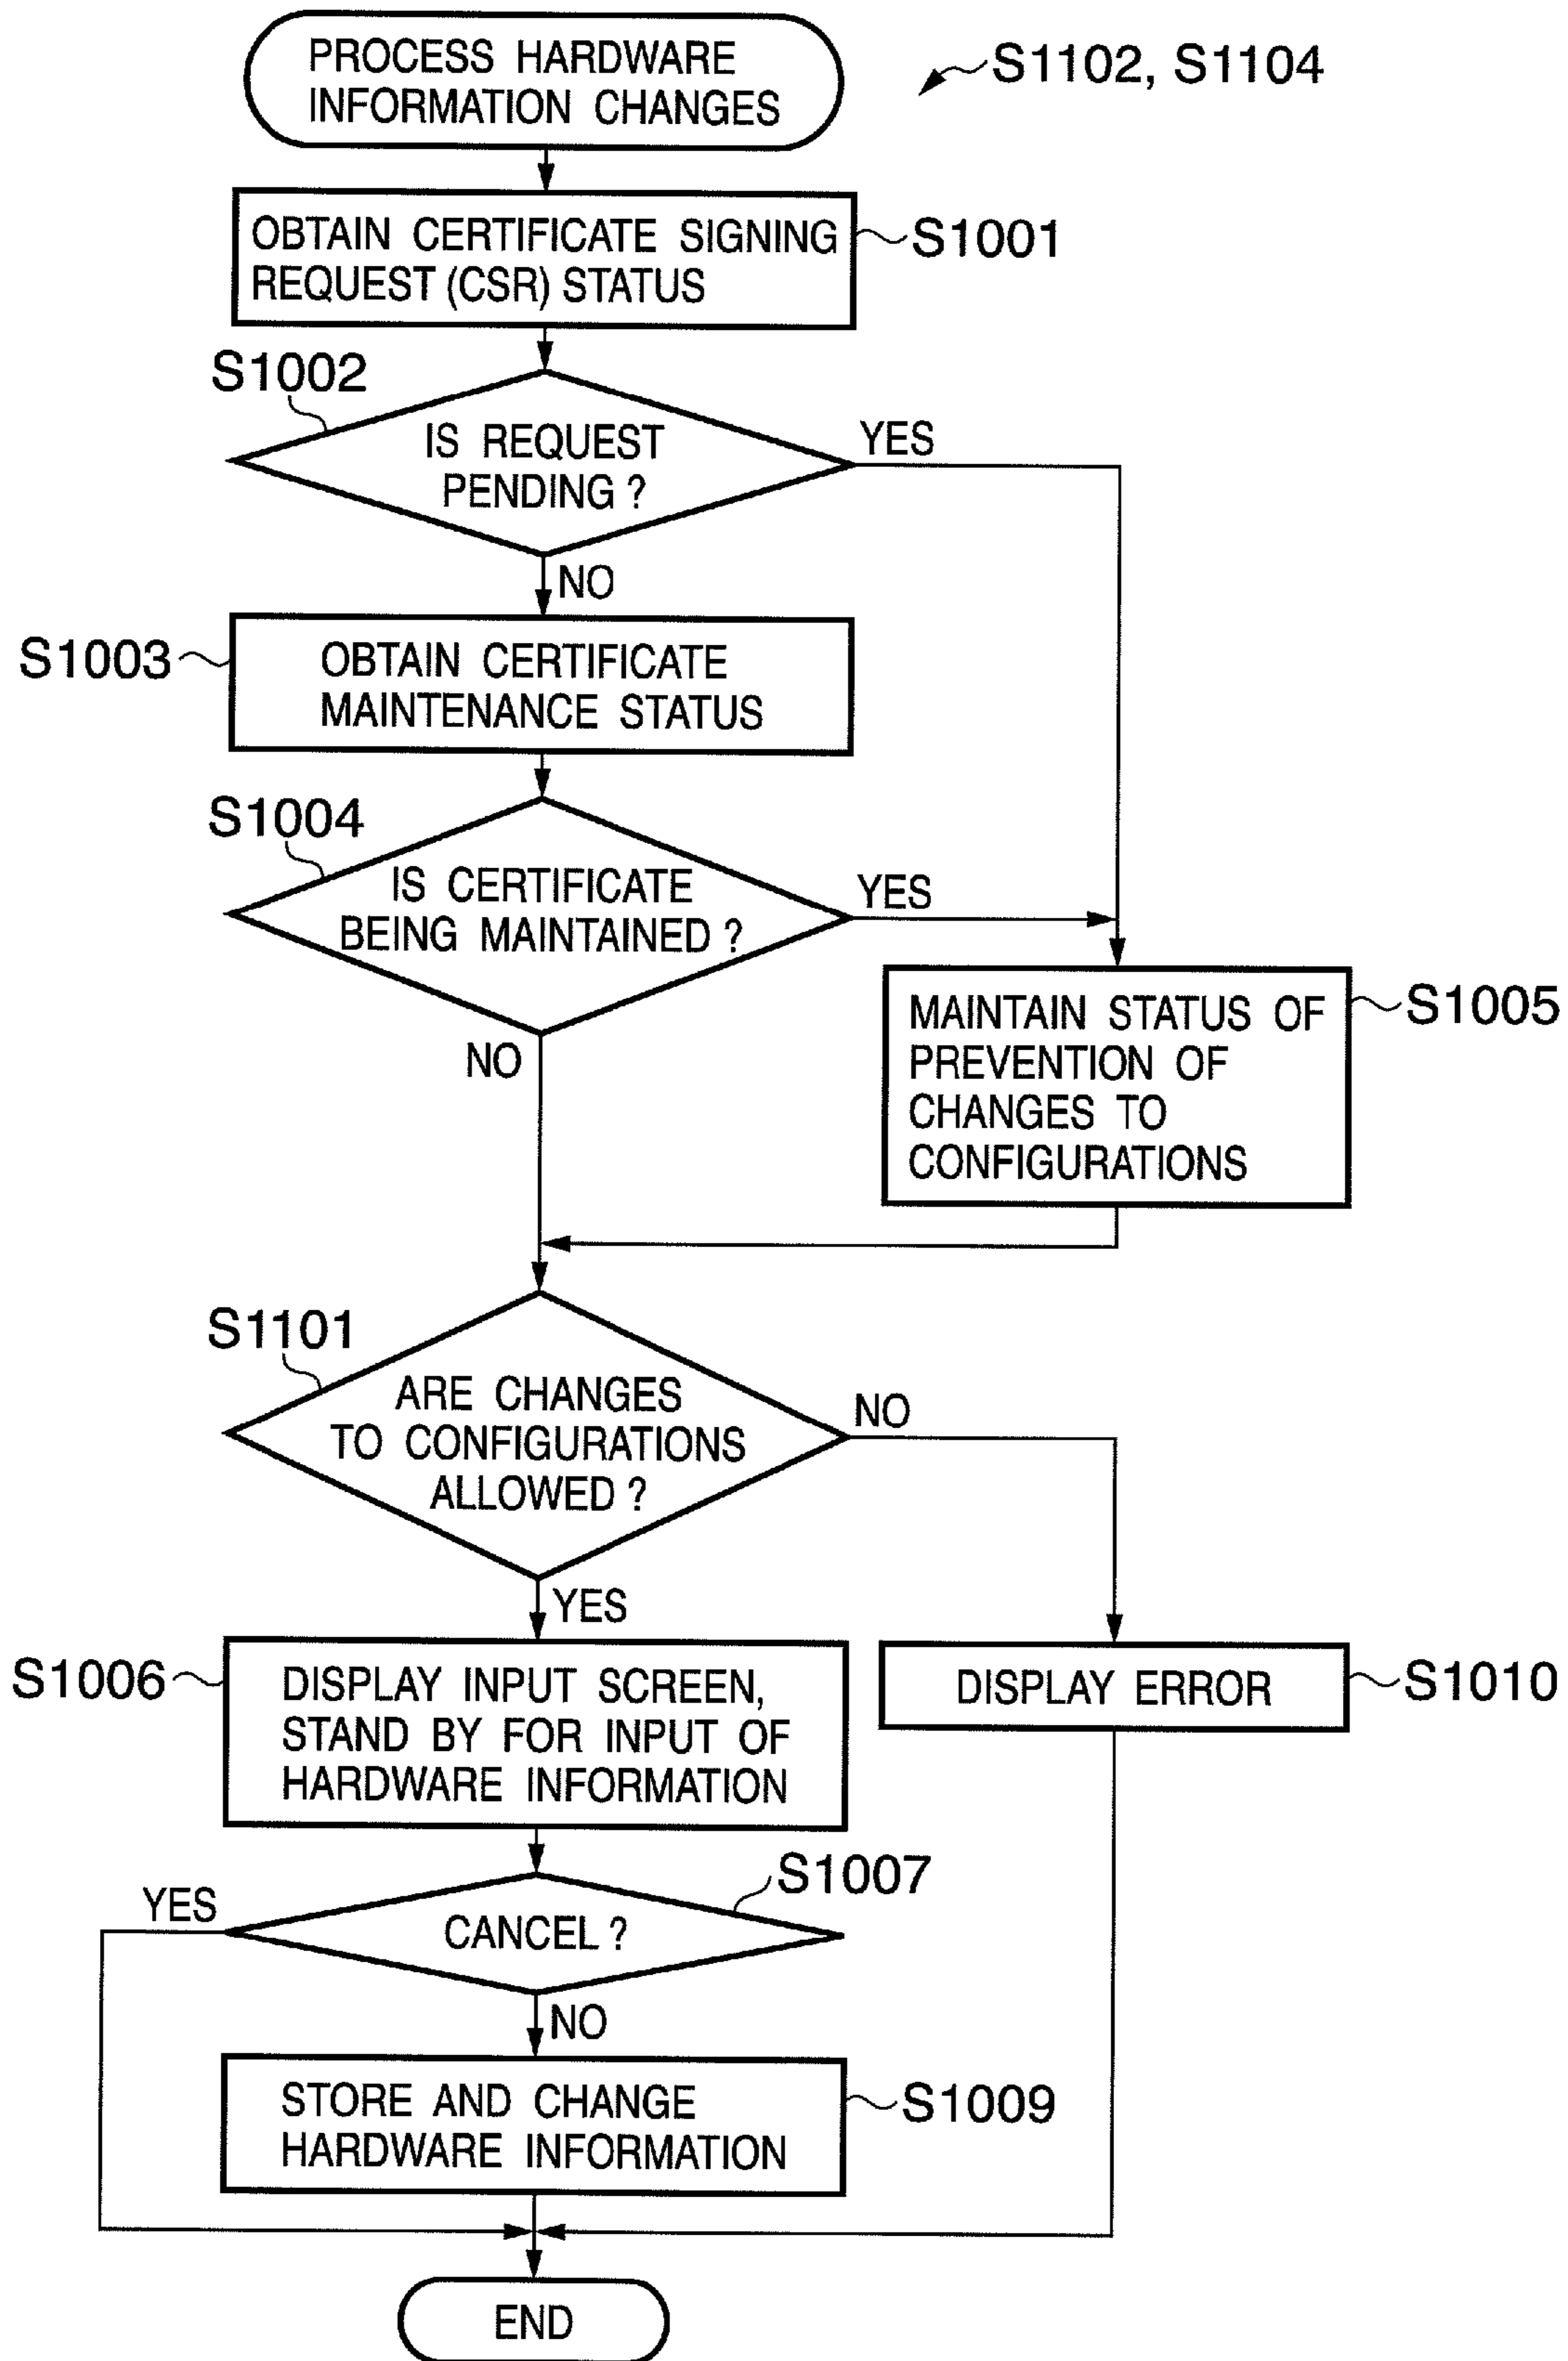 PROCESS HARDWARE
INFORMATION CHANGES
S1102, S1104
OBTAIN CERTIFICATE SIGNING
REQUEST (CSR) STATUS
S1001
S1002
IS REQUEST
PENDING ?
YES
NO
S1003
OBTAIN CERTIFICATE
MAINTENANCE STATUS
S1004
IS CERTIFICATE
BEING MAINTAINED ?
YES
NO
MAINTAIN STATUS OF
PREVENTION OF
CHANGES TO
CONFIGURATIONS
S1005
S1101
ARE CHANGES
TO CONFIGURATIONS
ALLOWED ?
NO
YES
S1006
DISPLAY INPUT SCREEN,
STAND BY FOR INPUT OF
HARDWARE INFORMATION
DISPLAY ERROR
S1010
S1007
YES
CANCEL ?
NO
STORE AND CHANGE
HARDWARE INFORMATION
S1009
END